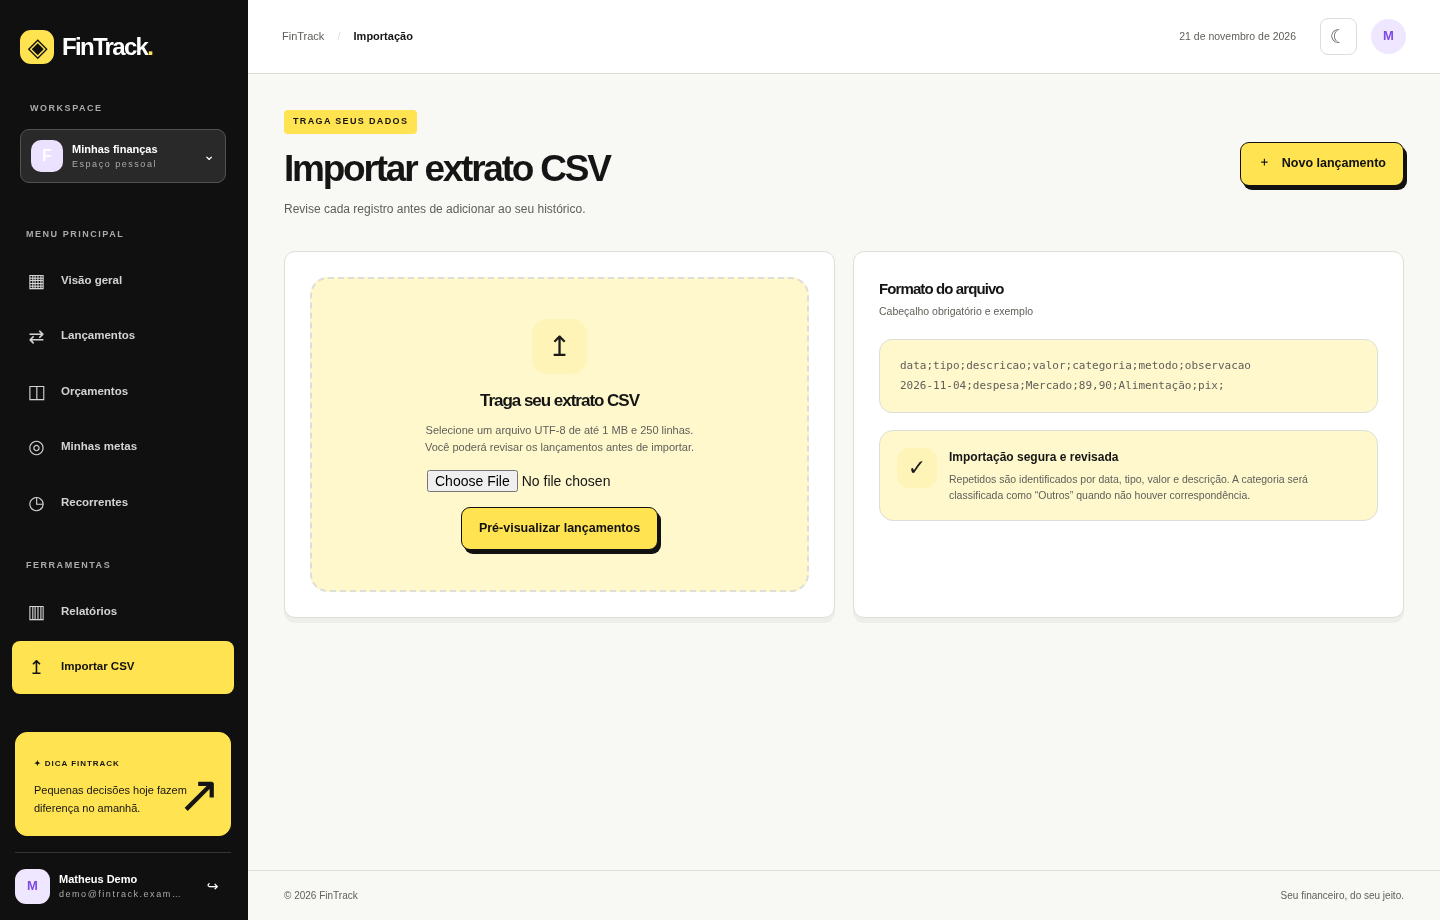 FinTrack.
WORKSPACE
F
Minhas finanças
Espaço pessoal
MENU PRINCIPAL
Visão geral
Lançamentos
Orçamentos
Minhas metas
Recorrentes
FERRAMENTAS
Relatórios
Importar CSV
✦ DICA FINTRACK
Pequenas decisões hoje fazem
diferença no amanhã.
M
Matheus Demo
demo@fintrack.exam…
FinTrack / Importação
21 de novembro de 2026
M
TRAGA SEUS DADOS
Importar extrato CSV
Revise cada registro antes de adicionar ao seu histórico.
+ Novo lançamento
Traga seu extrato CSV
Selecione um arquivo UTF-8 de até 1 MB e 250 linhas.
Você poderá revisar os lançamentos antes de importar.
Choose File No file chosen
Pré-visualizar lançamentos
Formato do arquivo
Cabeçalho obrigatório e exemplo
data;tipo;descricao;valor;categoria;metodo;observacao
2026-11-04;despesa;Mercado;89,90;Alimentação;pix;
Importação segura e revisada
Repetidos são identificados por data, tipo, valor e descrição. A categoria será
classificada como “Outros” quando não houver correspondência.
© 2026 FinTrack
Seu financeiro, do seu jeito.